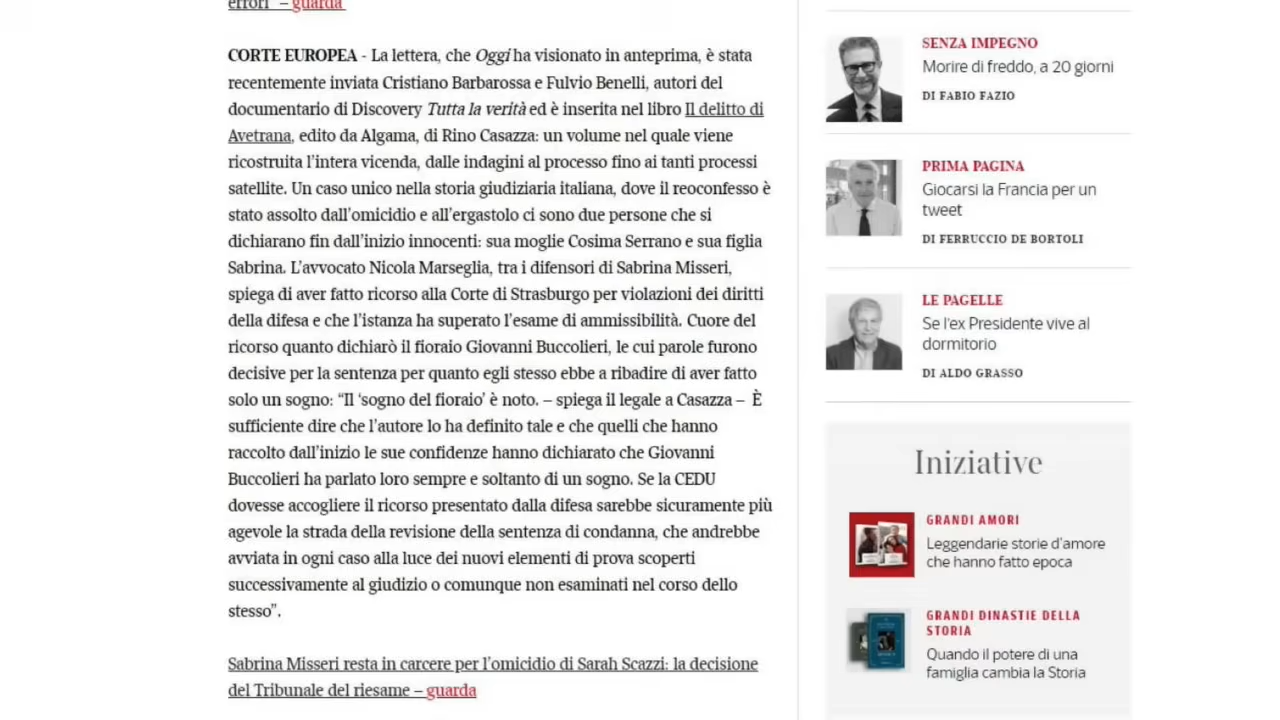 errori” – guarda
CORTE EUROPEA - La lettera, che Oggi ha visionato in anteprima, è stata
recentemente inviata Cristiano Barbarossa e Fulvio Benelli, autori del
documentario di Discovery Tutta la verità ed è inserita nel libro Il delitto di
Avetrana, edito da Algama, di Rino Casazza: un volume nel quale viene
ricostruita l’intera vicenda, dalle indagini al processo fino ai tanti processi
satellite. Un caso unico nella storia giudiziaria italiana, dove il reoconfesso è
stato assolto dall’omicidio e all’ergastolo ci sono due persone che si
dichiarano fin dall’inizio innocenti: sua moglie Cosima Serrano e sua figlia
Sabrina. L’avvocato Nicola Marseglia, tra i difensori di Sabrina Misseri,
spiega di aver fatto ricorso alla Corte di Strasburgo per violazioni dei diritti
della difesa e che l’istanza ha superato l’esame di ammissibilità. Cuore del
ricorso quanto dichiarò il fioraio Giovanni Buccolieri, le cui parole furono
decisive per la sentenza per quanto egli stesso ebbe a ribadire di aver fatto
solo un sogno: “Il ‘sogno del fioraio’ è noto. – spiega il legale a Casazza – È
sufficiente dire che l’autore lo ha definito tale e che quelli che hanno
raccolto dall’inizio le sue confidenze hanno dichiarato che Giovanni
Buccolieri ha parlato loro sempre e soltanto di un sogno. Se la CEDU
dovesse accogliere il ricorso presentato dalla difesa sarebbe sicuramente più
agevole la strada della revisione della sentenza di condanna, che andrebbe
avviata in ogni caso alla luce dei nuovi elementi di prova scoperti
successivamente al giudizio o comunque non esaminati nel corso dello
stesso”.
Sabrina Misseri resta in carcere per l’omicidio di Sarah Scazzi: la decisione
del Tribunale del riesame – guarda
SENZA IMPEGNO
Morire di freddo, a 20 giorni
DI FABIO FAZIO
PRIMA PAGINA
Giocarsi la Francia per un
tweet
DI FERRUCCIO DE BORTOLI
LE PAGELLE
Se l’ex Presidente vive al
dormitorio
DI ALDO GRASSO
Iniziative
GRANDI AMORI
Leggendarie storie d’amore
che hanno fatto epoca
GRANDI DINASTIE DELLA
STORIA
Quando il potere di una
famiglia cambia la Storia